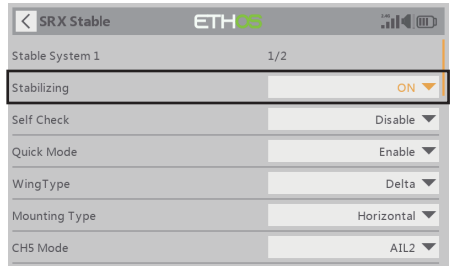 SRX Stable ETHOS
Stable System 1 1/2
Stabilizing ON
Self Check Disable
Quick Mode Enable
WingType Delta
Mounting Type Horizontal
CH5 Mode AIL2